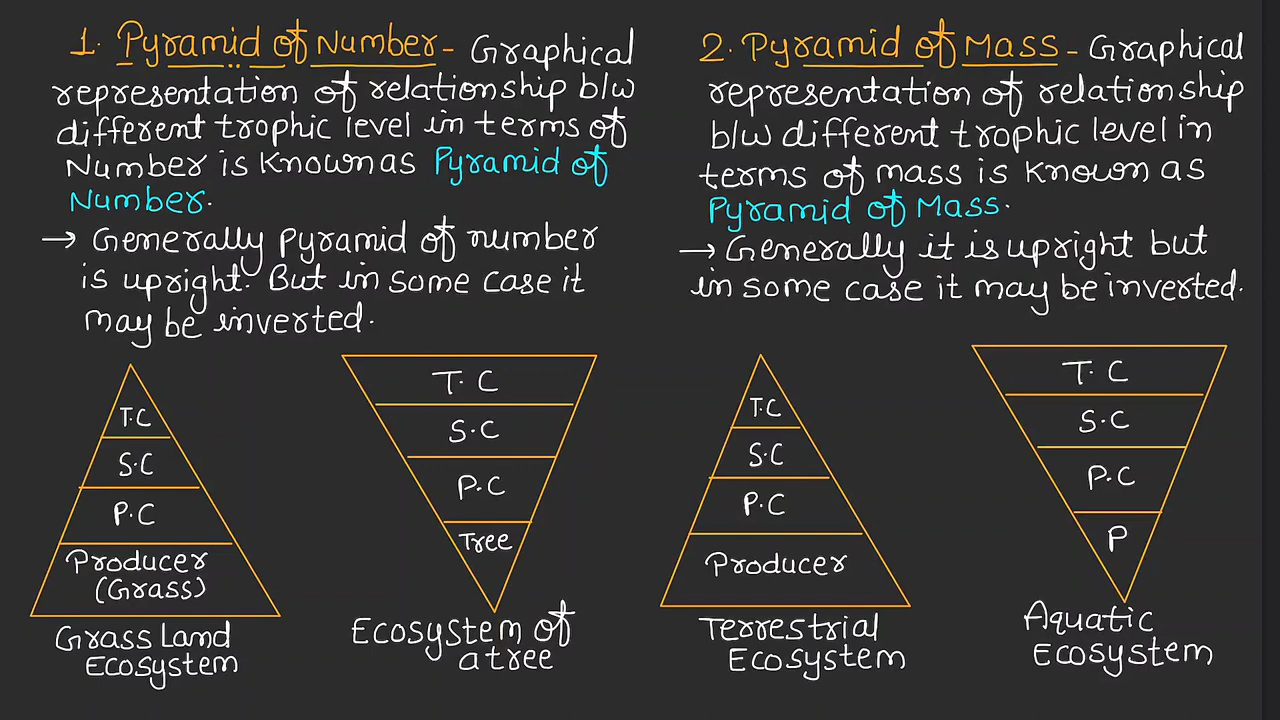 1. Pyramid of Number - Graphical
representation of relationship b/w
different trophic level in terms of
Number is known as Pyramid of
Number.
→ Generally pyramid of number
is upright. But in some case it
may be inverted.
T.C
S.C
P.C
Producer
(Grass)
Grass Land
Ecosystem
T.C
S.C
P.C
Tree
Ecosystem of
a tree
2. Pyramid of Mass - Graphical
representation of relationship
b/w different trophic level in
terms of mass is known as
Pyramid of Mass.
→ Generally it is upright but
in some case it may be inverted.
T.C
S.C
P.C
Producer
Terrestrial
Ecosystem
T.C
S.C
P.C
P
Aquatic
Ecosystem